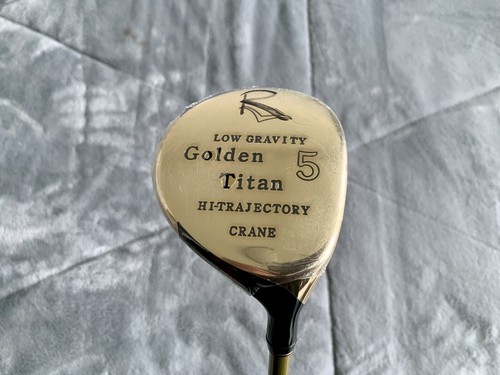 R
LOW GRAVITY
Golden 5
Titan
HI-TRAJECTORY
CRANE